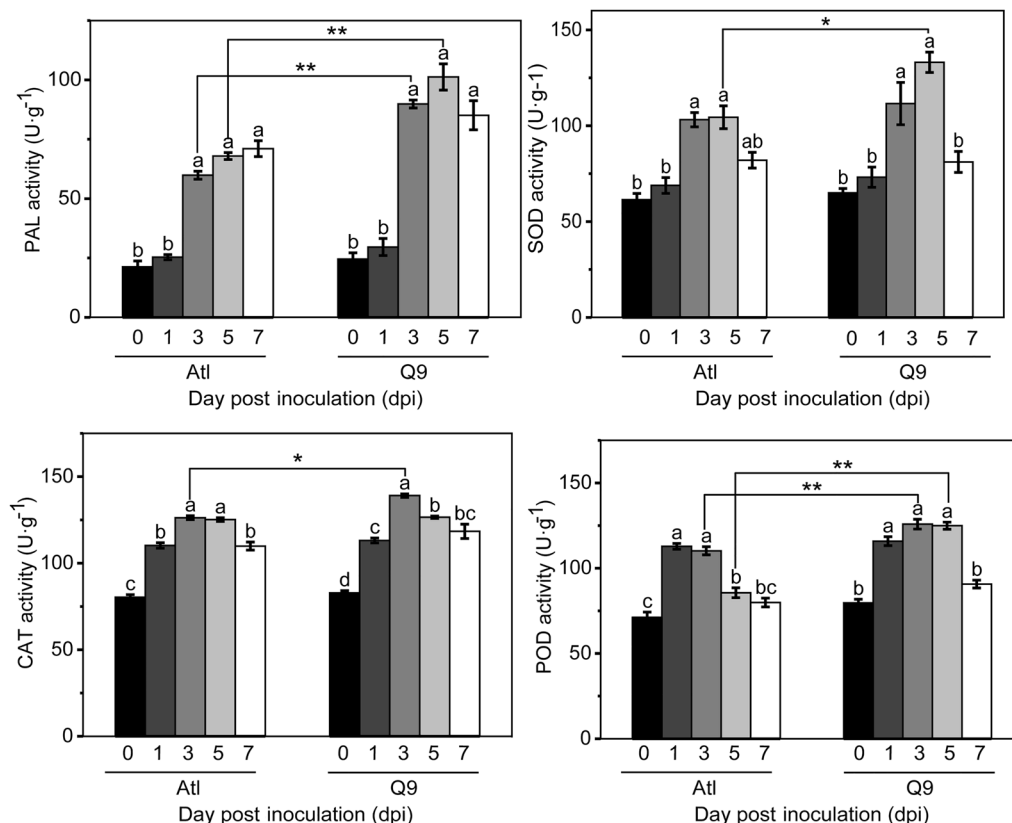 PAL activity (U·g⁻¹)
100
50
0
**
**
b b a a a
b b a a a
0 1 3 5 7 0 1 3 5 7
Atl Q9
Day post inoculation (dpi)
SOD activity (U·g-1)
150
100
50
0
*
b b a a ab
b b a a b
0 1 3 5 7 0 1 3 5 7
Atl Q9
Day post inoculation (dpi)
CAT activity (U·g⁻¹)
150
100
50
0
*
c b a a b
d c a b bc
0 1 3 5 7 0 1 3 5 7
Atl Q9
Day post inoculation (dpi)
POD activity (U·g⁻¹)
150
100
50
0
**
**
c a a b bc
b a a a b
0 1 3 5 7 0 1 3 5 7
Atl Q9
Day post inoculation (dpi)